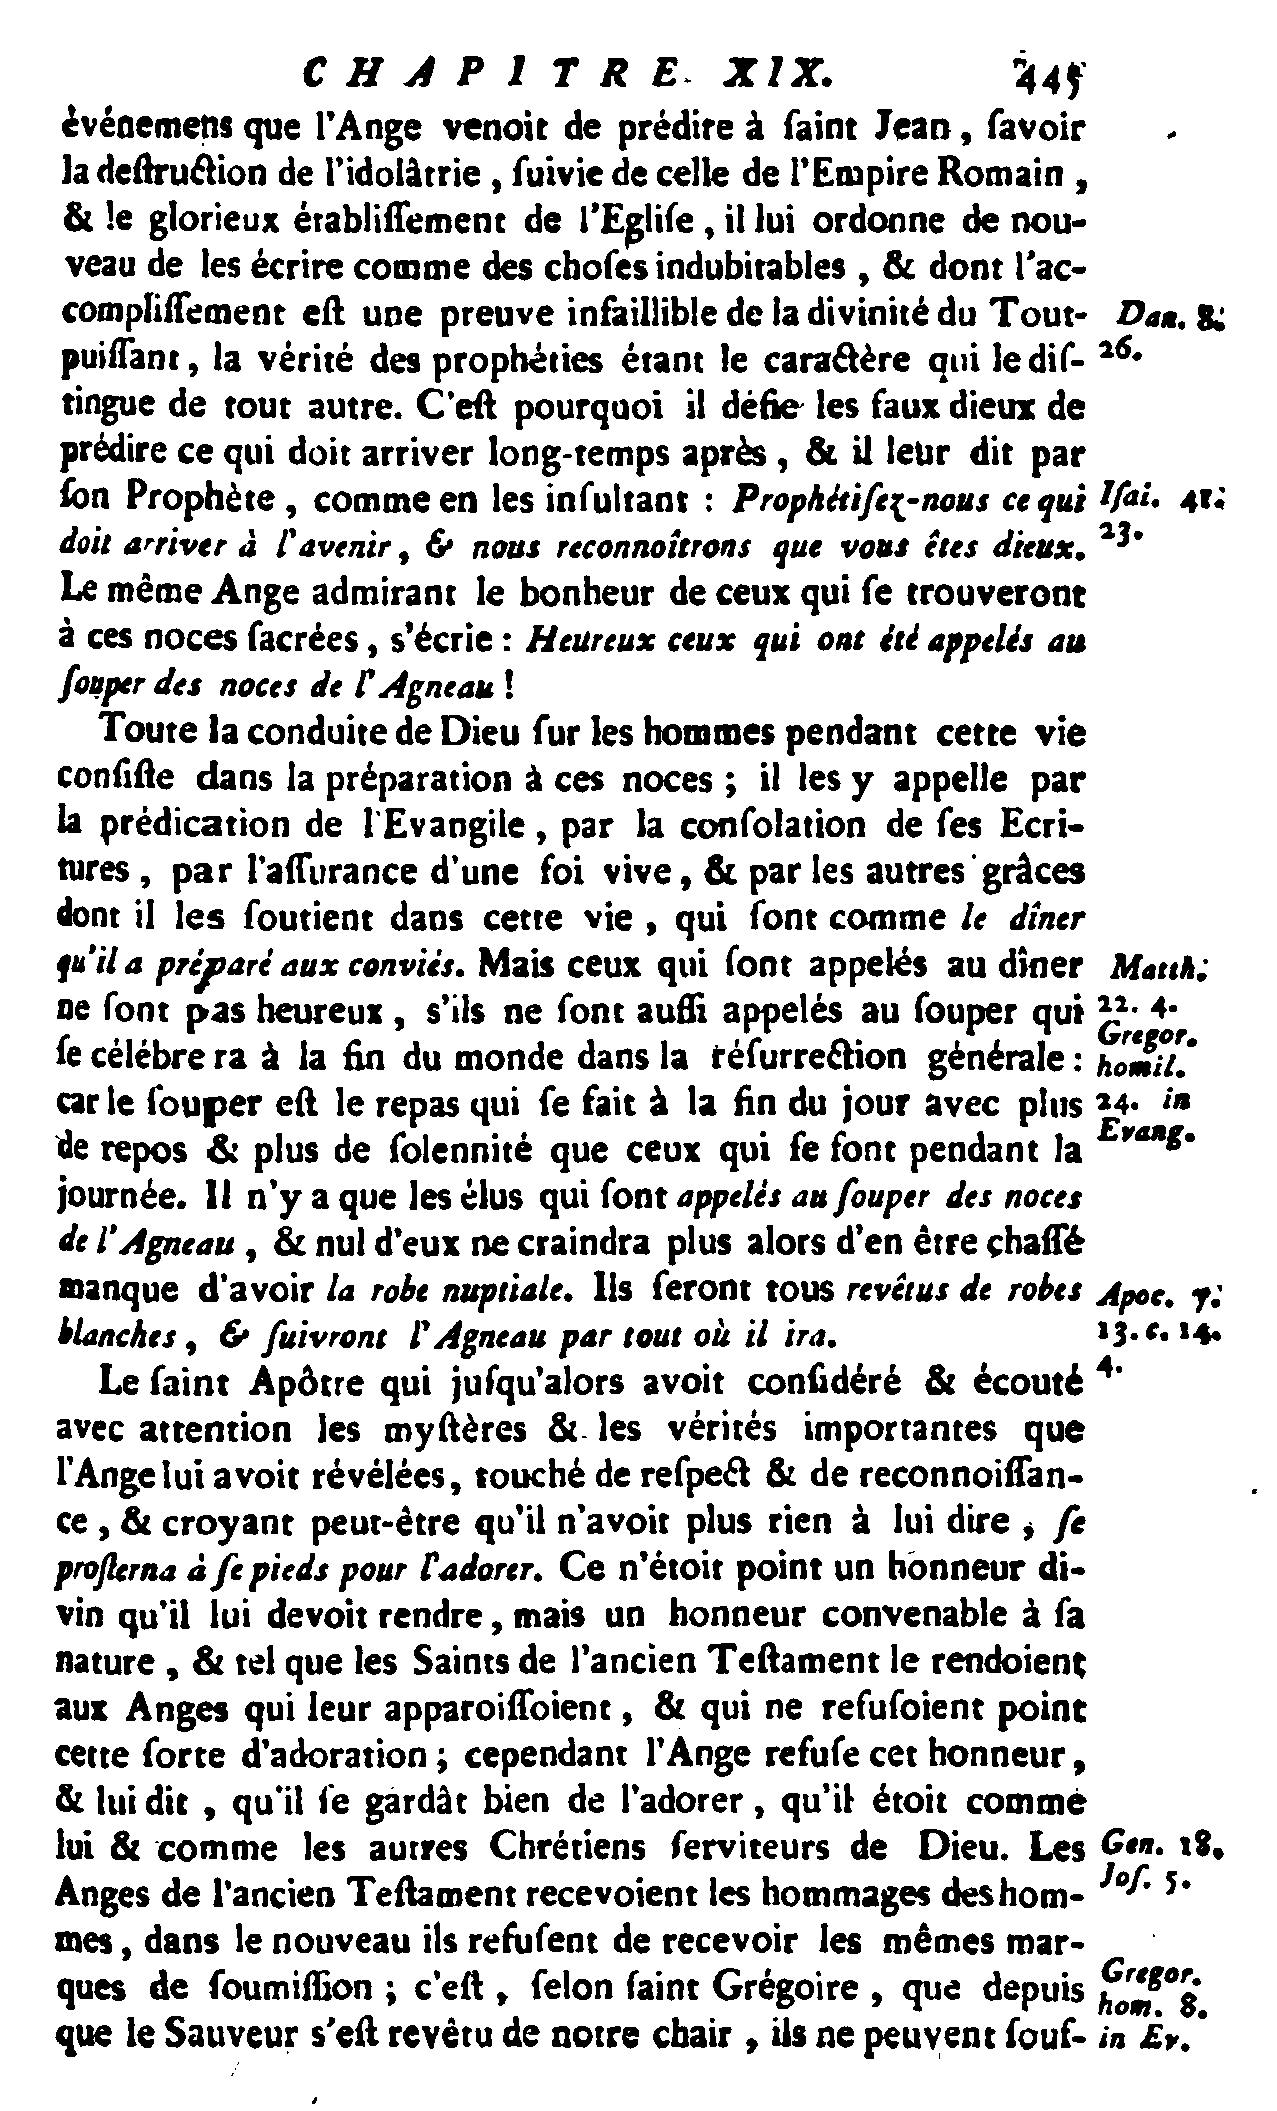 CHAPITRE XIX. 445
événemens que l'Ange venoit de prédire à ſaint Jean, ſavoir
la deſtruction de l'idolâtrie, ſuivie de celle de l'Empire Romain,
& le glorieux établiſſement de l'Egliſe, il lui ordonne de nou-
veau de les écrire comme des choſes indubitables, & dont l'ac-
compliſſement eſt une preuve infaillible de la divinité du Tout-
Dan. 8.
puiſſant, la vérité des prophéties étant le caractère qui le diſ-
26.
tingue de tout autre. C'eſt pourquoi il défie les faux dieux de
prédire ce qui doit arriver long-temps après, & il leur dit par
ſon Prophète, comme en les inſultant : Prophétiſez-nous ce qui
Iſai. 41.
doit arriver à l'avenir, & nous reconnoîtrons que vous êtes dieux.
23.
Le même Ange admirant le bonheur de ceux qui ſe trouveront
à ces noces ſacrées, s'écrie : Heureux ceux qui ont été appelés au
ſouper des noces de l'Agneau !
Toute la conduite de Dieu ſur les hommes pendant cette vie
conſiſte dans la préparation à ces noces ; il les y appelle par
la prédication de l'Evangile, par la conſolation de ſes Ecri-
tures, par l'aſſurance d'une foi vive, & par les autres grâces
dont il les ſoutient dans cette vie, qui ſont comme le dîner
qu'il a préparé aux conviés. Mais ceux qui ſont appelés au dîner
Matth.
ne ſont pas heureux, s'ils ne ſont auſſi appelés au ſouper qui
22. 4.
Gregor.
ſe célébrera à la fin du monde dans la réſurrection générale :
homil.
car le ſouper eſt le repas qui ſe fait à la fin du jour avec plus
24. in
de repos & plus de ſolennité que ceux qui ſe font pendant la
Evang.
journée. Il n'y a que les élus qui ſont appelés au ſouper des noces
de l'Agneau, & nul d'eux ne craindra plus alors d'en être chaſſé
manque d'avoir la robe nuptiale. Ils ſeront tous revêtus de robes
Apoc. 7.
blanches, & ſuivront l'Agneau par tout où il ira.
13. c. 14.
Le ſaint Apôtre qui juſqu'alors avoit conſidéré & écouté
4.
avec attention les myſtères & les vérités importantes que
l'Ange lui avoit révélées, touché de reſpect & de reconnoiſſan-
ce, & croyant peut-être qu'il n'avoit plus rien à lui dire, ſe
proſterna à ſe pieds pour l'adorer. Ce n'étoit point un honneur di-
vin qu'il lui devoit rendre, mais un honneur convenable à ſa
nature, & tel que les Saints de l'ancien Teſtament le rendoient
aux Anges qui leur apparoiſſoient, & qui ne refuſoient point
cette ſorte d'adoration ; cependant l'Ange refuſe cet honneur,
& lui dit, qu'il ſe gardât bien de l'adorer, qu'il étoit comme
lui & comme les autres Chrétiens ſerviteurs de Dieu. Les
Gen. 18.
Anges de l'ancien Teſtament recevoient les hommages des hom-
Joſ. 5.
mes, dans le nouveau ils refuſent de recevoir les mêmes mar-
ques de ſoumiſſion ; c'eſt, ſelon ſaint Grégoire, que depuis
Gregor.
hom. 8.
que le Sauveur s'eſt revêtu de notre chair, ils ne peuvent ſouf-
in Ev.